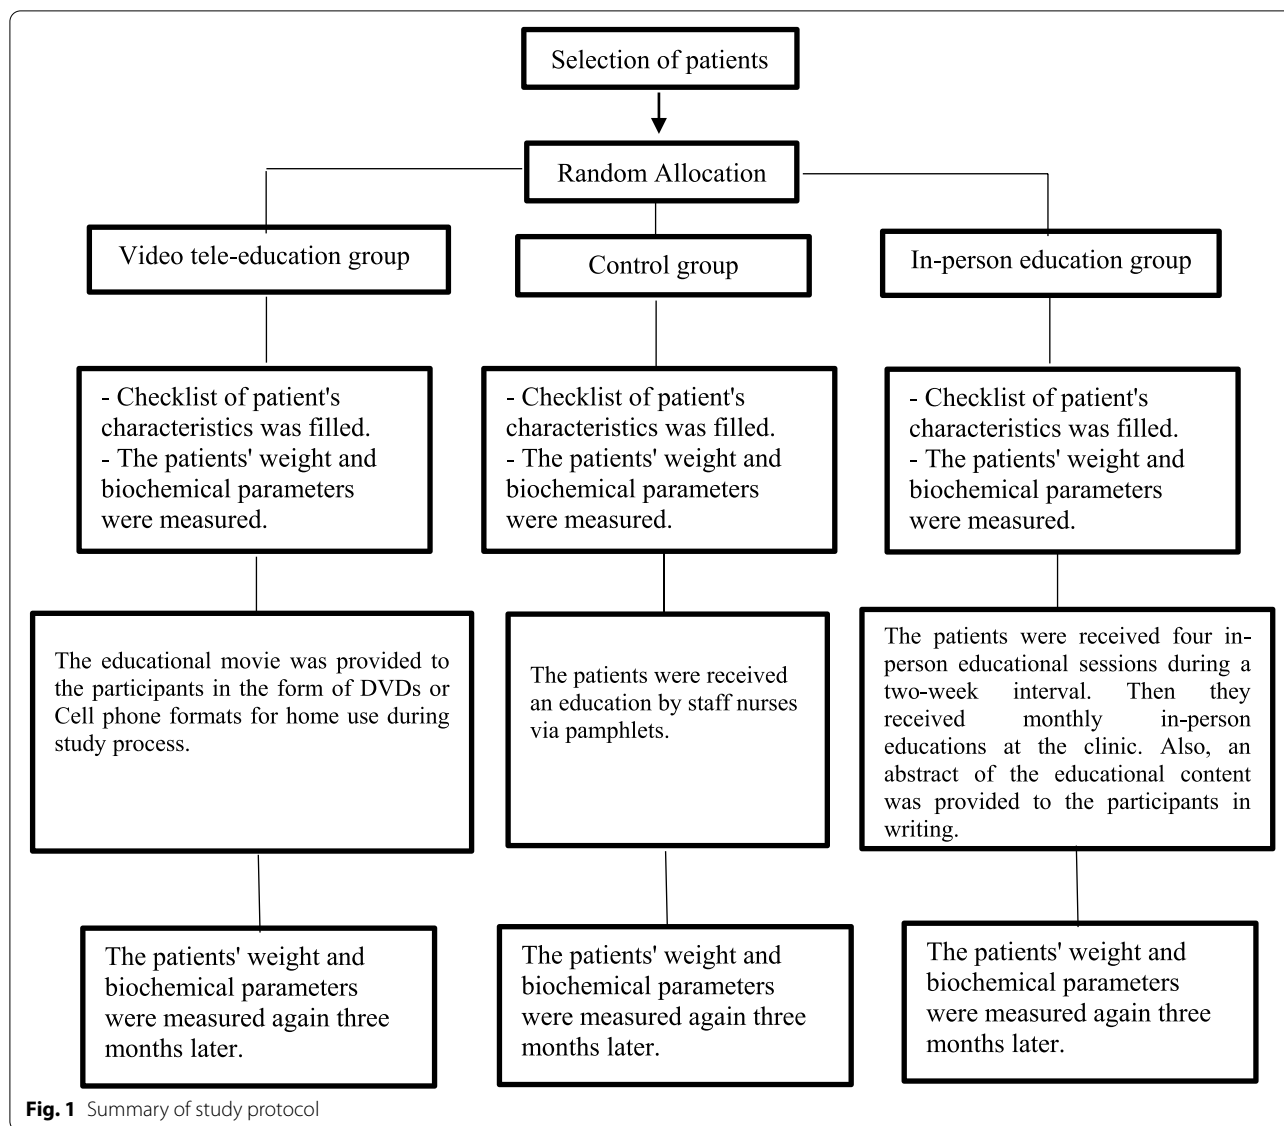 Selection of patients
Random Allocation
Video tele-education group
Control group
In-person education group
- Checklist of patient's
characteristics was filled.
- The patients' weight and
biochemical parameters
were measured.
- Checklist of patient's
characteristics was filled.
- The patients' weight and
biochemical parameters
were measured.
- Checklist of patient's
characteristics was filled.
- The patients' weight and
biochemical parameters
were measured.
The educational movie was provided to
the participants in the form of DVDs or
Cell phone formats for home use during
study process.
The patients were received
an education by staff nurses
via pamphlets.
The patients were received four in-
person educational sessions during a
two-week interval. Then they
received monthly in-person
educations at the clinic. Also, an
abstract of the educational content
was provided to the participants in
writing.
The patients' weight and
biochemical parameters
were measured again three
months later.
The patients' weight and
biochemical parameters
were measured again three
months later.
The patients' weight and
biochemical parameters
were measured again three
months later.
Fig. 1 Summary of study protocol